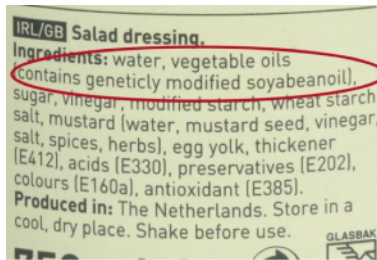 IRL/GB Salad dressing.
Ingredients: water, vegetable oils
(contains geneticly modified soyabeanoil),
sugar, vinegar, modified starch, wheat starch
salt, mustard (water, mustard seed, vinegar,
salt, spices, herbs), egg yolk, thickener
(E412), acids (E330), preservatives (E202),
colours (E160a), antioxidant (E385).
Produced in: The Netherlands. Store in a
cool, dry place. Shake before use.
GLASBAK